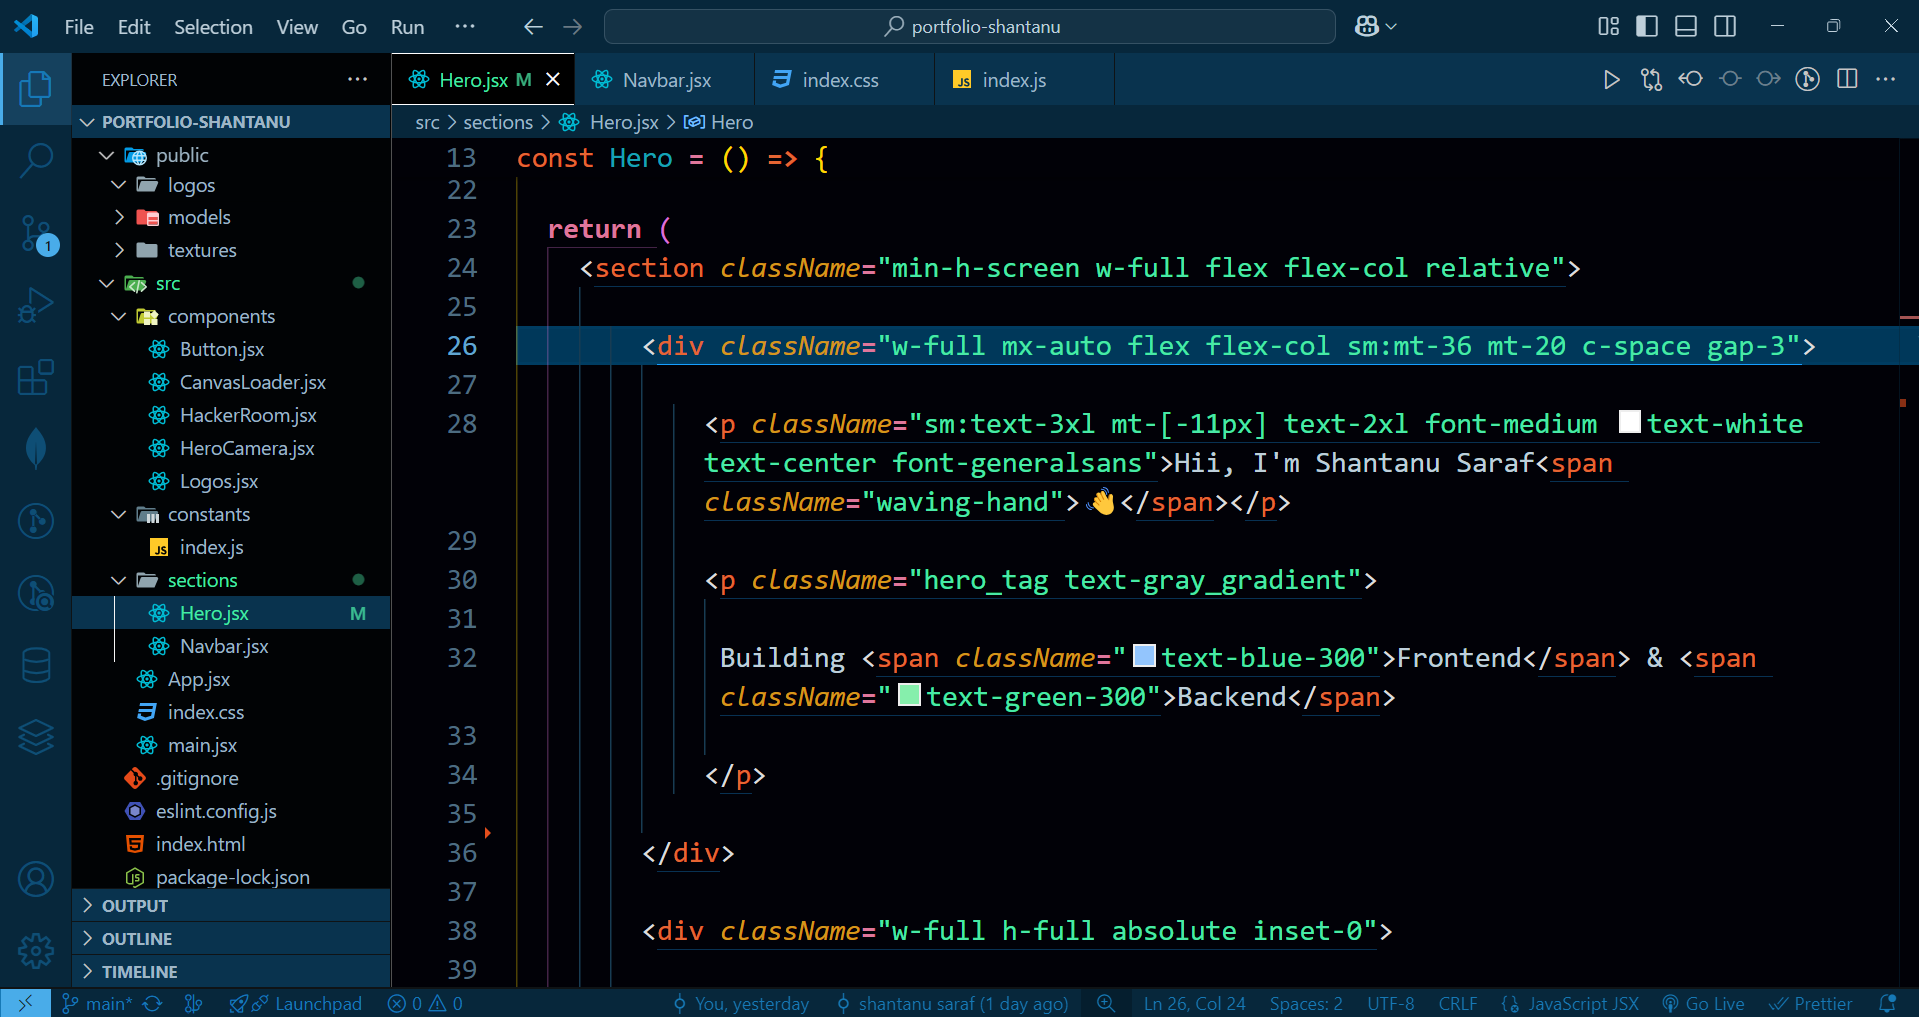 File Edit Selection View Go Run ···
portfolio-shantanu
EXPLORER ···
Hero.jsx M
Navbar.jsx
index.css
JS index.js
PORTFOLIO-SHANTANU
public
logos
models
textures
src
components
Button.jsx
CanvasLoader.jsx
HackerRoom.jsx
HeroCamera.jsx
Logos.jsx
constants
JS index.js
sections
Hero.jsx M
Navbar.jsx
App.jsx
index.css
main.jsx
.gitignore
eslint.config.js
index.html
package-lock.json
OUTPUT
OUTLINE
TIMELINE
1
src > sections > Hero.jsx > Hero
13 const Hero = () => {
22
23 return (
24 <section className="min-h-screen w-full flex flex-col relative">
25
26 <div className="w-full mx-auto flex flex-col sm:mt-36 mt-20 c-space gap-3">
27
28 <p className="sm:text-3xl mt-[-11px] text-2xl font-medium text-white
text-center font-generalsans">Hii, I'm Shantanu Saraf<span
className="waving-hand">👋</span></p>
29
30 <p className="hero_tag text-gray_gradient">
31
32 Building <span className="text-blue-300">Frontend</span> & <span
className="text-green-300">Backend</span>
33
34 </p>
35
36 </div>
37
38 <div className="w-full h-full absolute inset-0">
39
main* Launchpad 0 0 You, yesterday shantanu saraf (1 day ago) Ln 26, Col 24 Spaces: 2 UTF-8 CRLF {} JavaScript JSX Go Live Prettier